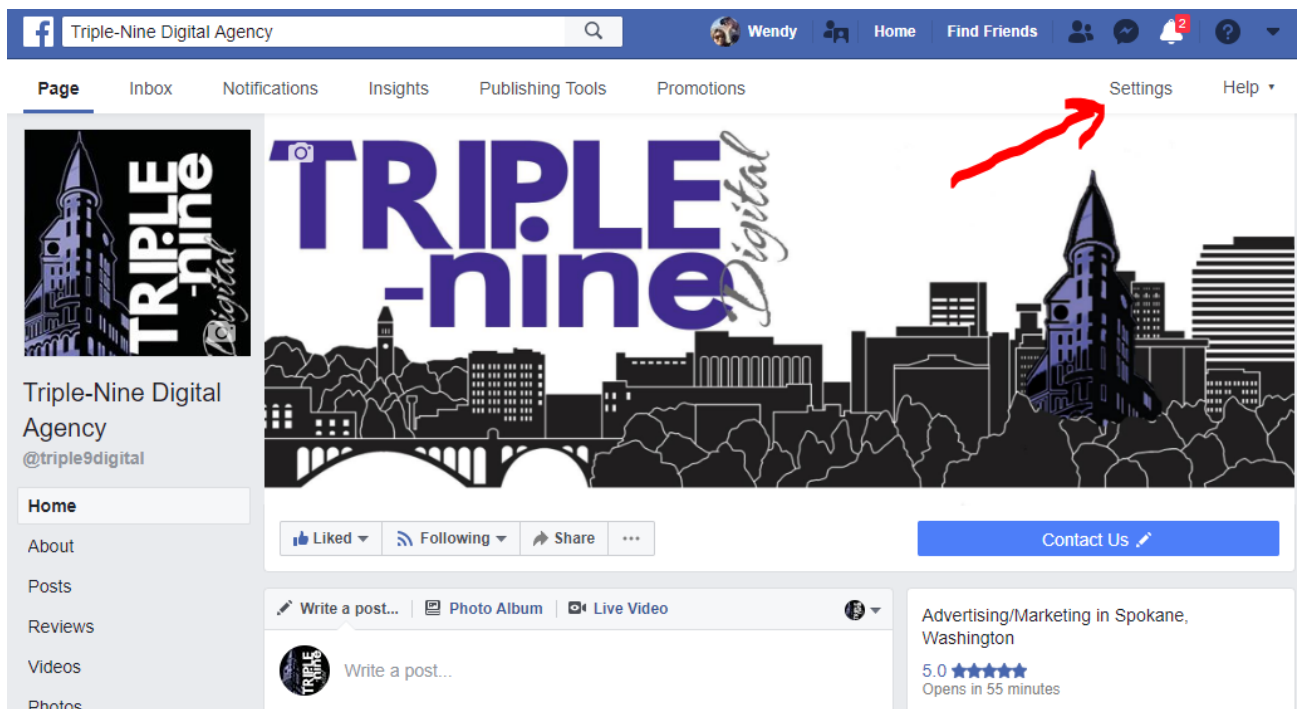 f Triple-Nine Digital Agency Wendy Home Find Friends 2 ?
Page Inbox Notifications Insights Publishing Tools Promotions Settings Help
TRIPLE
-nine
Digital
TRIPLE
-nine
Digital
Triple-Nine Digital
Agency
@triple9digital
Home
About
Posts
Reviews
Videos
Photos
Liked Following Share ...
Contact Us
Write a post... Photo Album Live Video
TRIPLE
-nine
Write a post...
Advertising/Marketing in Spokane,
Washington
5.0 ★★★★★
Opens in 55 minutes